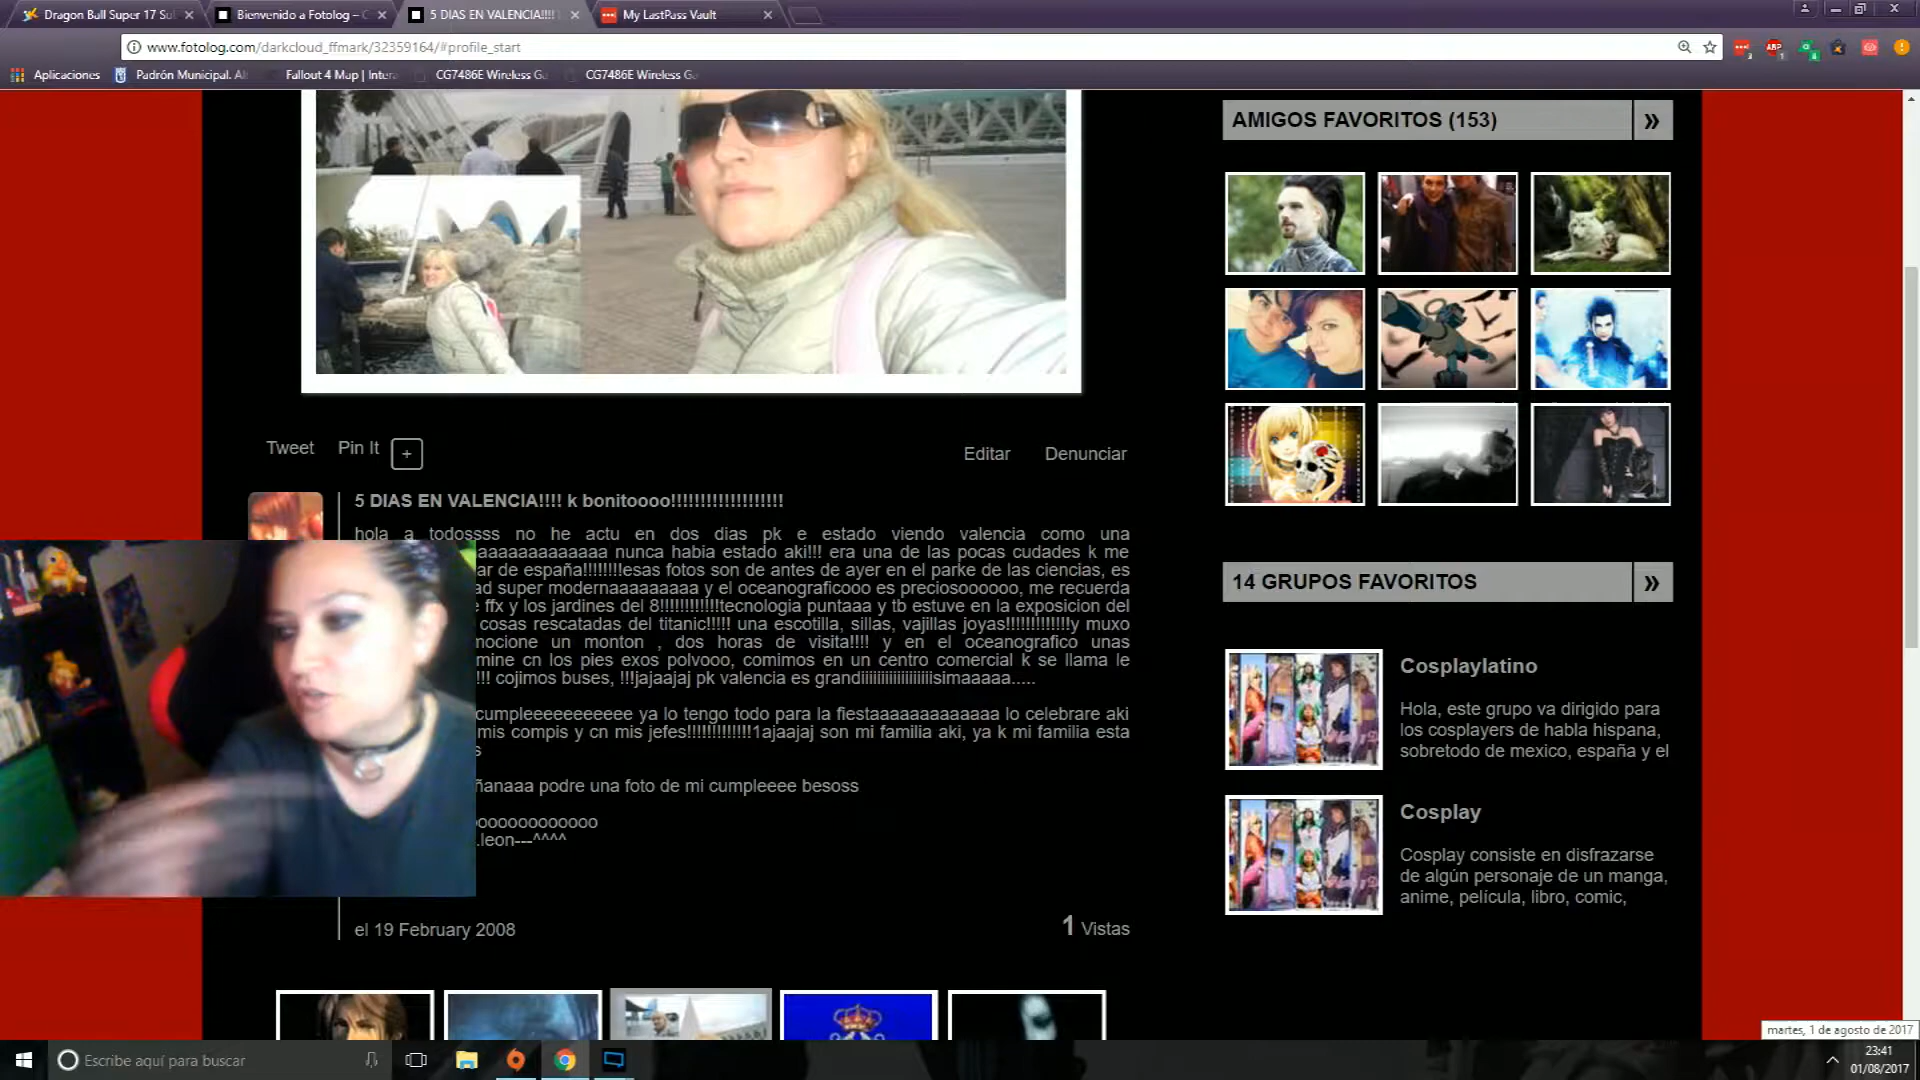 Dragon Ball Super 17 Su
Bienvenido a Fotolog – C
5 DIAS EN VALENCIA!!!!
My LastPass Vault
www.fotolog.com/darkcloud_ffmark/32359164/#profile_start
Aplicaciones
Padrón Municipal. Al
Fallout 4 Map | Intera
CG7486E Wireless Ga
CG7486E Wireless Ga
AMIGOS FAVORITOS (153) »
Tweet
Pin It
+
Editar
Denunciar
5 DIAS EN VALENCIA!!!! k bonitoooo!!!!!!!!!!!!!!!!!!!
hola a todossss no he actu en dos dias pk e estado viendo valencia como una
aaaaaaaaaaaaa nunca habia estado aki!!! era una de las pocas cudades k me
ar de españa!!!!!!!!esas fotos son de antes de ayer en el parke de las ciencias, es
ad super modernaaaaaaaaa y el oceanograficooo es preciosoooooo, me recuerda
ffx y los jardines del 8!!!!!!!!!!!!tecnologia puntaaa y tb estuve en la exposicion del
cosas rescatadas del titanic!!!!! una escotilla, sillas, vajillas joyas!!!!!!!!!!!!!y muxo
mocione un monton , dos horas de visita!!!! y en el oceanografico unas
mine cn los pies exos polvooo, comimos en un centro comercial k se llama le
!!! cojimos buses, !!!jajaajaj pk valencia es grandiiiiiiiiiiiiiiiiiisimaaaaa.....
cumpleeeeeeeeeee ya lo tengo todo para la fiestaaaaaaaaaaaaa lo celebrare aki
mis compis y cn mis jefes!!!!!!!!!!!!!1ajaajaj son mi familia aki, ya k mi familia esta
s
ñanaaa podre una foto de mi cumpleeee besoss
oooooooooooooo
.leon---^^^^
el 19 February 2008
1 Vistas
14 GRUPOS FAVORITOS »
Cosplaylatino
Hola, este grupo va dirigido para
los cosplayers de habla hispana,
sobretodo de mexico, españa y el
Cosplay
Cosplay consiste en disfrazarse
de algún personaje de un manga,
anime, película, libro, comic,
martes, 1 de agosto de 2017
Escribe aquí para buscar
23:41
01/08/2017